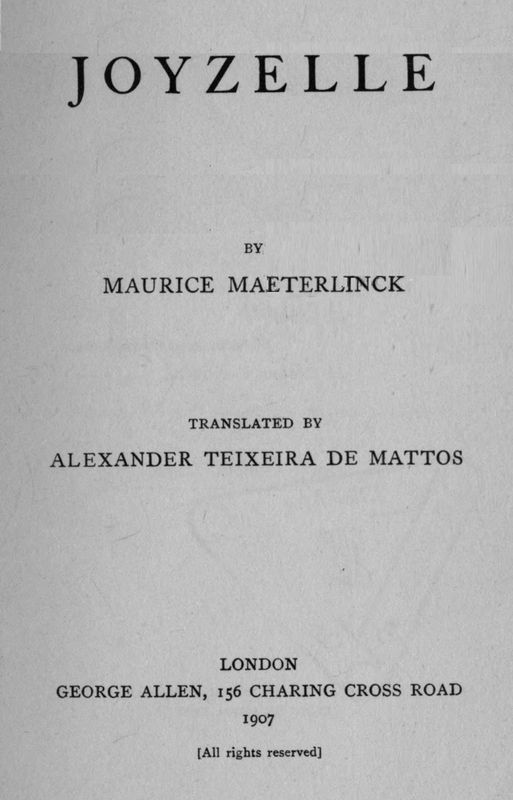 JOYZELLE
BY
MAURICE MAETERLINCK
TRANSLATED BY
ALEXANDER TEIXEIRA DE MATTOS
LONDON
GEORGE ALLEN, 156 CHARING CROSS ROAD
1907
[All rights reserved]